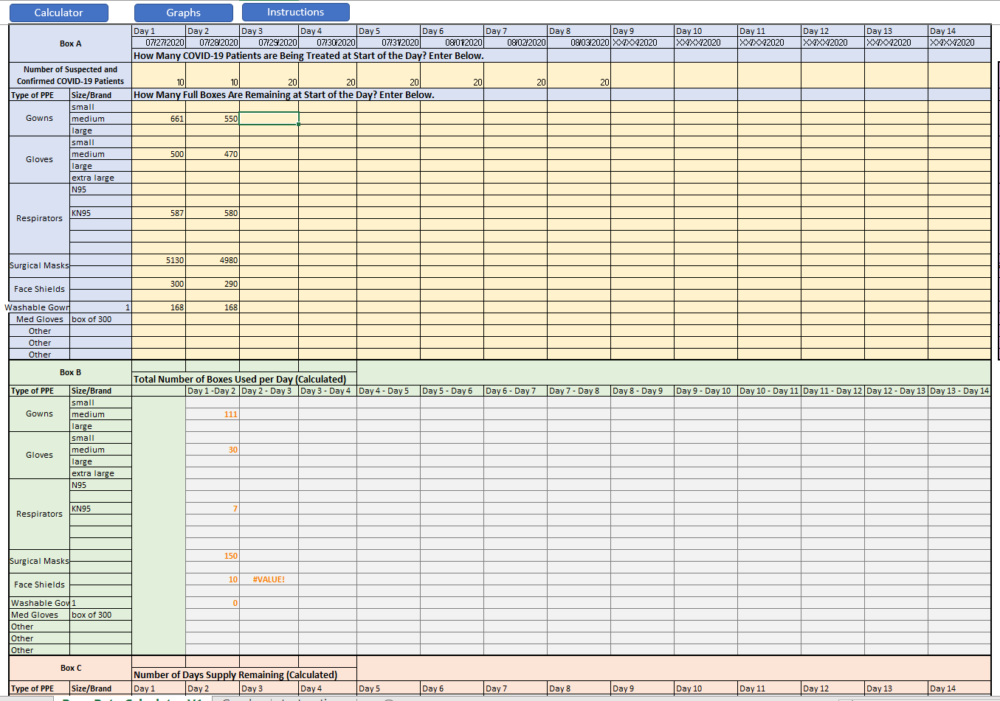 Calculator Graphs Instructions
Box A Day 1 Day 2 Day 3 Day 4 Day 5 Day 6 Day 7 Day 8 Day 9 Day 10 Day 11 Day 12 Day 13 Day 14
07/27/2020 07/28/2020 07/29/2020 07/30/2020 07/31/2020 08/01/2020 08/02/2020 08/03/2020 XX/XX/2020 XX/XX/2020 XX/XX/2020 XX/XX/2020 XX/XX/2020 XX/XX/2020
How Many COVID-19 Patients are Being Treated at Start of the Day? Enter Below.
Number of Suspected and
Confirmed COVID-19 Patients 10 10 20 20 20 20 20 20
Type of PPE Size/Brand How Many Full Boxes Are Remaining at Start of the Day? Enter Below.
Gowns
small
medium 661 550
large
Gloves
small
medium 500 470
large
extra large
Respirators
N95
KN95 587 580
Surgical Masks 5130 4980
Face Shields 300 290
Washable Gowr 1 168 168
Med Gloves box of 300
Other
Other
Other
Box B
Total Number of Boxes Used per Day (Calculated)
Type of PPE Size/Brand Day 1 -Day 2 Day 2 - Day 3 Day 3 - Day 4 Day 4 - Day 5 Day 5 - Day 6 Day 6 - Day 7 Day 7 - Day 8 Day 8 - Day 9 Day 9 - Day 10 Day 10 - Day 11 Day 11 - Day 12 Day 12 - Day 13 Day 13 - Day 14
Gowns
small
medium 111
large
Gloves
small
medium 30
large
extra large
Respirators
N95
KN95 7
Surgical Masks 150
Face Shields 10 #VALUE!
Washable Gov 1 0
Med Gloves box of 300
Other
Other
Other
Box C
Number of Days Supply Remaining (Calculated)
Type of PPE Size/Brand Day 1 Day 2 Day 3 Day 4 Day 5 Day 6 Day 7 Day 8 Day 9 Day 10 Day 11 Day 12 Day 13 Day 14